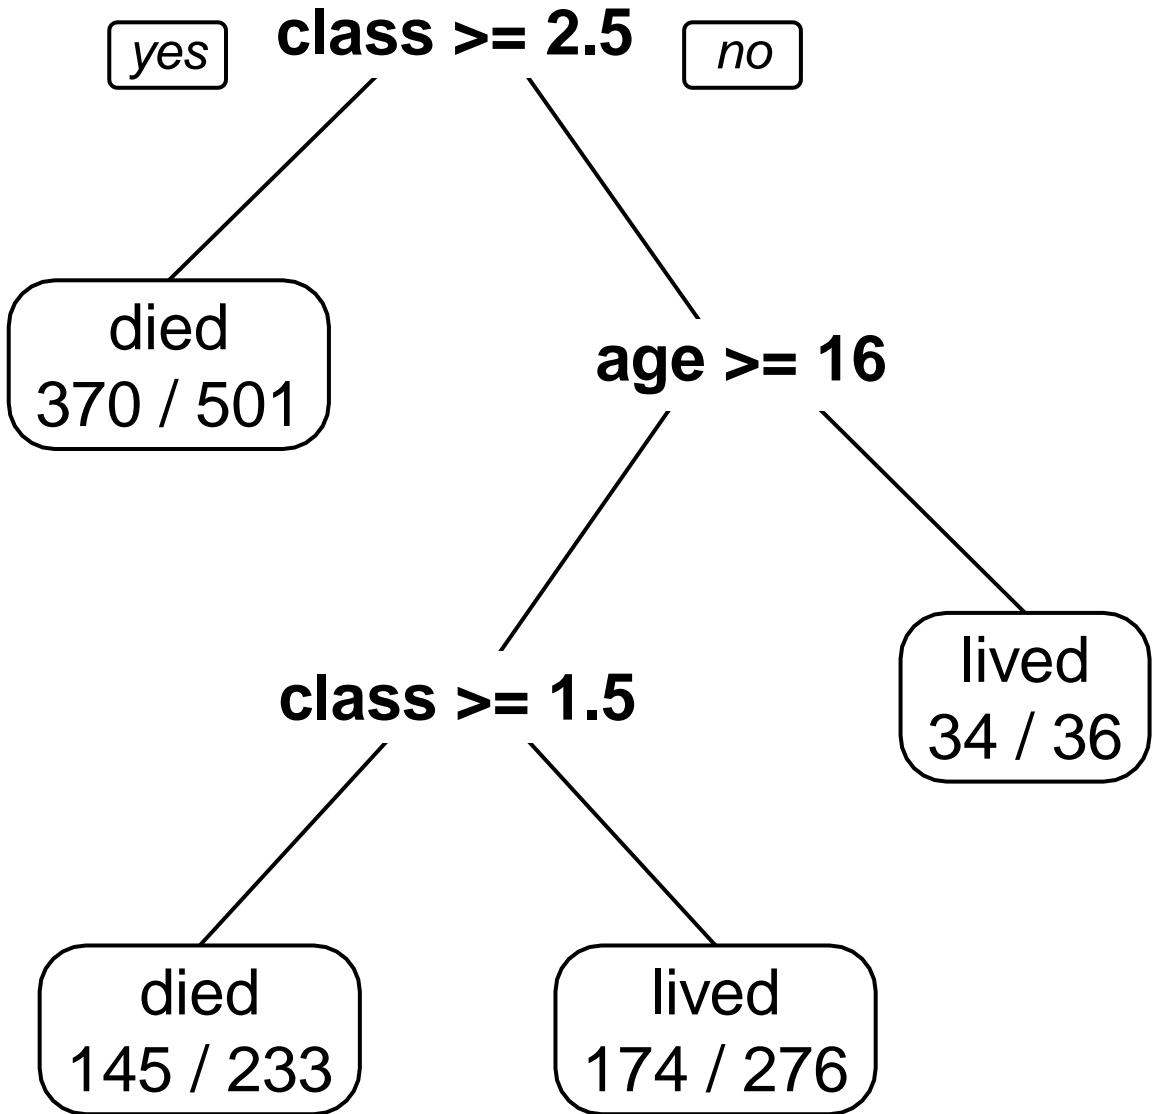 yes
class >= 2.5
no
died
370 / 501
age >= 16
class >= 1.5
lived
34 / 36
died
145 / 233
lived
174 / 276